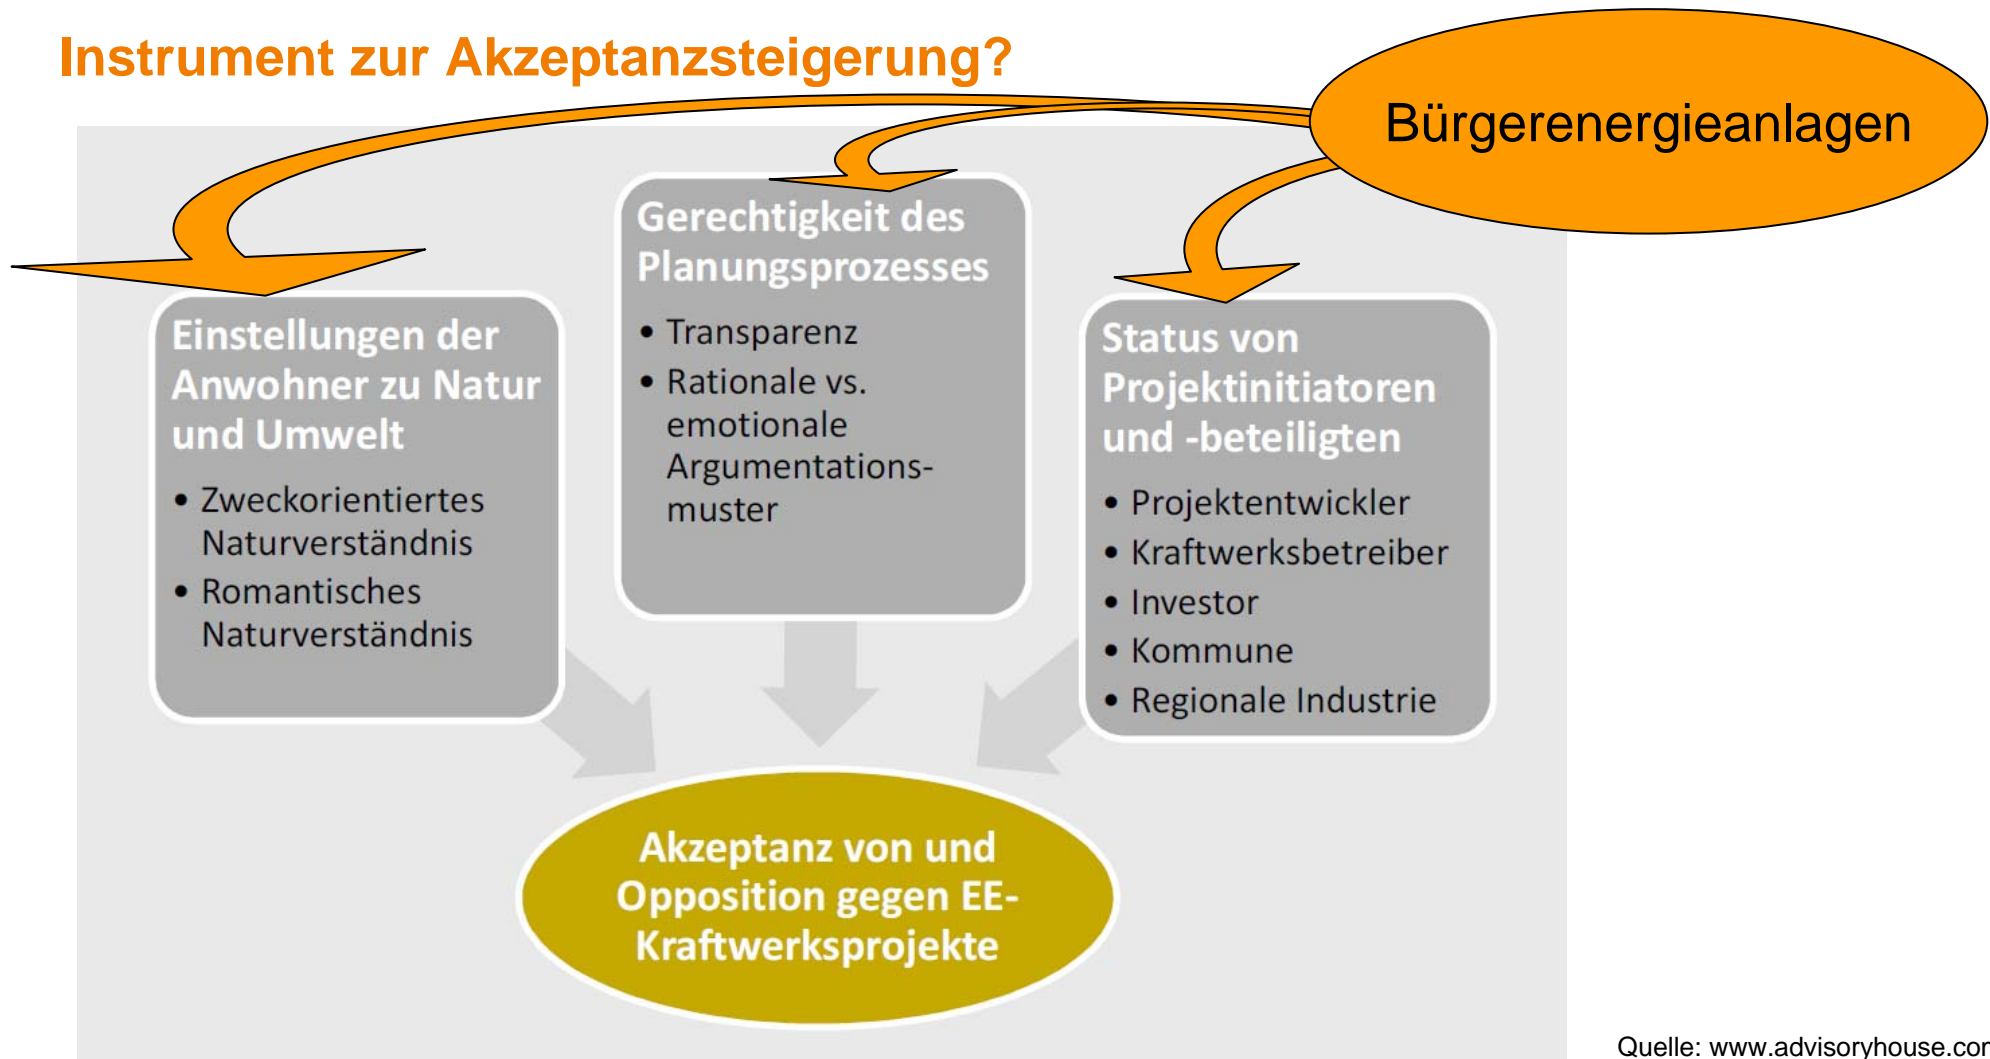 Instrument zur Akzeptanzsteigerung?
Bürgerenergieanlagen
Einstellungen der
Anwohner zu Natur
und Umwelt
• Zweckorientiertes
Naturverständnis
• Romantisches
Naturverständnis
Gerechtigkeit des
Planungsprozesses
• Transparenz
• Rationale vs.
emotionale
Argumentations-
muster
Status von
Projektinitiatoren
und -beteiligten
• Projektentwickler
• Kraftwerksbetreiber
• Investor
• Kommune
• Regionale Industrie
Akzeptanz von und
Opposition gegen EE-
Kraftwerksprojekte
Quelle: www.advisoryhouse.cor